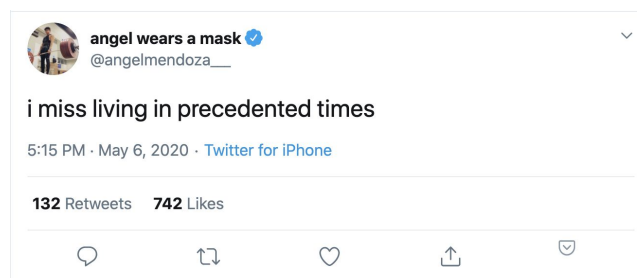 angel wears a mask
@angelmendoza__
i miss living in precedented times
5:15 PM · May 6, 2020 · Twitter for iPhone
132 Retweets 742 Likes